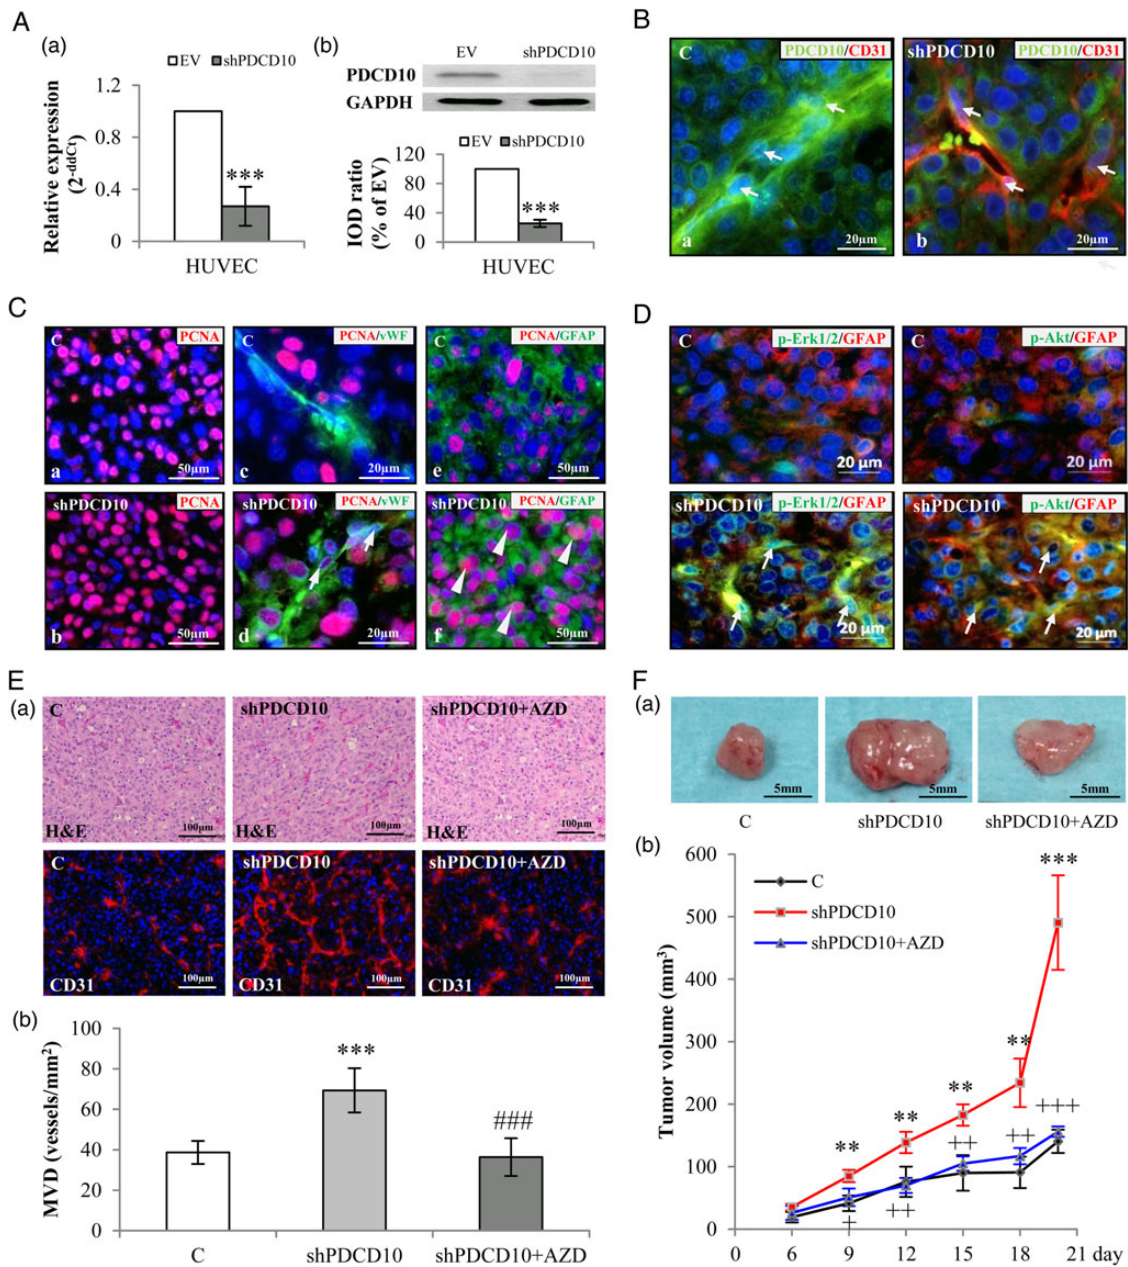 A
(a)
EV shPDCD10
Relative expression
(2-ddCt)
1.2
0.8
0.4
0
***
HUVEC
(b)
EV shPDCD10
PDCD10
GAPDH
EV shPDCD10
IOD ratio
(% of EV)
120
80
40
0
***
HUVEC
B
C PDCD10/CD31
a 20µm
shPDCD10 PDCD10/CD31
b 20µm
C
C PCNA
a 50µm
C PCNA/vWF
c 20µm
C PCNA/GFAP
e 50µm
shPDCD10 PCNA
b 50µm
shPDCD10 PCNA/vWF
d 20µm
shPDCD10 PCNA/GFAP
f 50µm
D
C p-Erk1/2/GFAP
20 µm
C p-Akt/GFAP
20 µm
shPDCD10 p-Erk1/2/GFAP
20 µm
shPDCD10 p-Akt/GFAP
20 µm
E
(a)
C
H&E 100µm
shPDCD10
100µm
shPDCD10+AZD
H&E 100µm
C
CD31 100µm
shPDCD10
CD31 100µm
shPDCD10+AZD
CD31 100µm
(b)
MVD (vessels/mm²)
100
80
60
40
20
0
***
###
C shPDCD10 shPDCD10+AZD
F
(a)
5mm 5mm 5mm
C shPDCD10 shPDCD10+AZD
(b)
Tumor volume (mm³)
600
500
400
300
200
100
0
C
shPDCD10
shPDCD10+AZD
***
**
**
**
**
+++
++
++
++
+
0 6 9 12 15 18 21 day